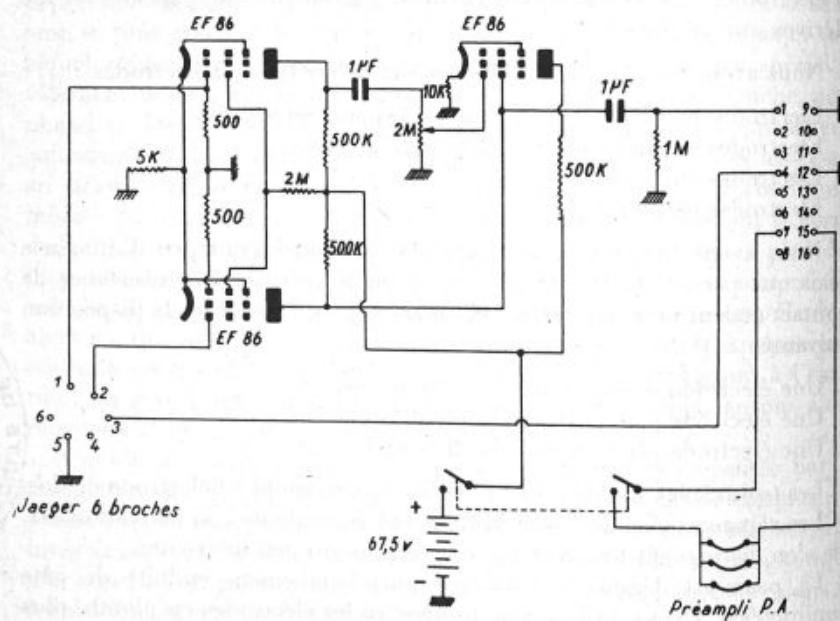 EF 86
EF 86
1µF
10K
1µF
500
500K
2M
500K
1M
5K
2M
500
500K
EF 86
1 9
2 10
3 11
4 12
5 13
6 14
7 15
8 16
1
2
6
3
5
4
Jaeger 6 broches
+
67,5 v
Préampli P.A